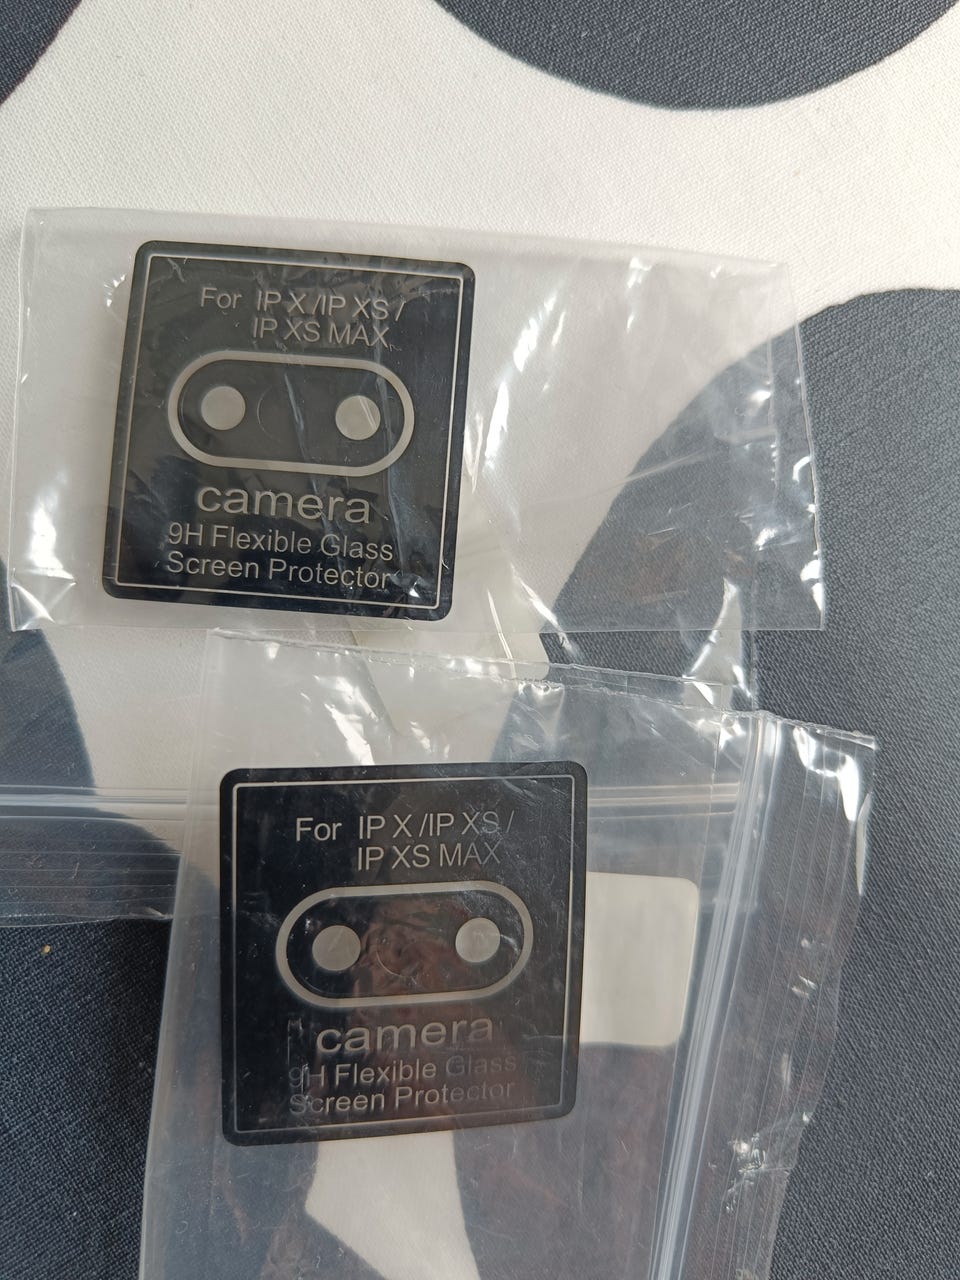 For IP X /IP XS /
IP XS MAX
camera
9H Flexible Glass
Screen Protector
For IP X /IP XS /
IP XS MAX
camera
9H Flexible Glass
Screen Protector